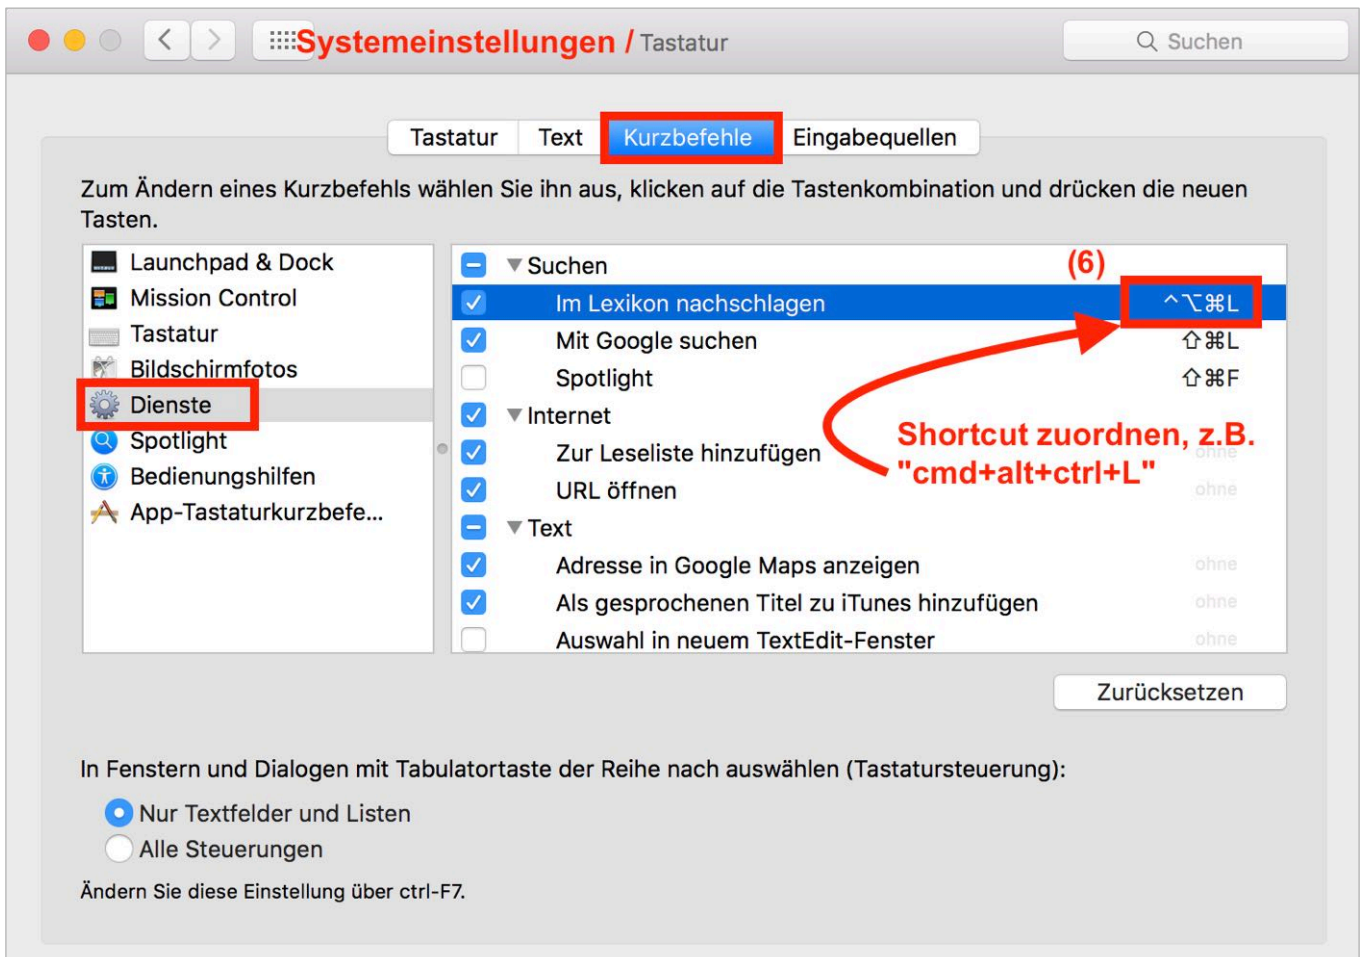 Systemeinstellungen / Tastatur
Suchen
Tastatur
Text
Kurzbefehle
Eingabequellen
Zum Ändern eines Kurzbefehls wählen Sie ihn aus, klicken auf die Tastenkombination und drücken die neuen
Tasten.
Launchpad & Dock
Mission Control
Tastatur
Bildschirmfotos
Dienste
Spotlight
Bedienungshilfen
App-Tastaturkurzbefe...
Suchen
(6)
Im Lexikon nachschlagen ^⌥⌘L
Mit Google suchen ⇧⌘L
Spotlight ⇧⌘F
Internet
Zur Leseliste hinzufügen ohne
URL öffnen ohne
Shortcut zuordnen, z.B.
"cmd+alt+ctrl+L"
Text
Adresse in Google Maps anzeigen ohne
Als gesprochenen Titel zu iTunes hinzufügen ohne
Auswahl in neuem TextEdit-Fenster ohne
Zurücksetzen
In Fenstern und Dialogen mit Tabulatortaste der Reihe nach auswählen (Tastatursteuerung):
Nur Textfelder und Listen
Alle Steuerungen
Ändern Sie diese Einstellung über ctrl-F7.